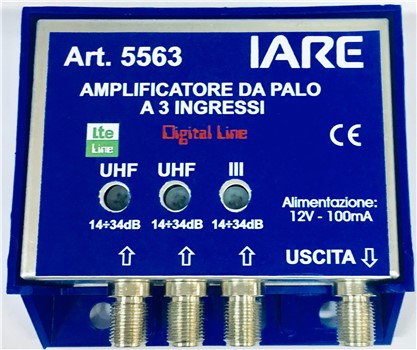 Art. 5563 IARE
AMPLIFICATORE DA PALO
A 3 INGRESSI
Lte
Line
Digital Line
CE
UHF UHF III
14÷34dB 14÷34dB 14÷34dB
Alimentazione:
12V - 100mA
⇧ ⇧ ⇧ USCITA ⇩